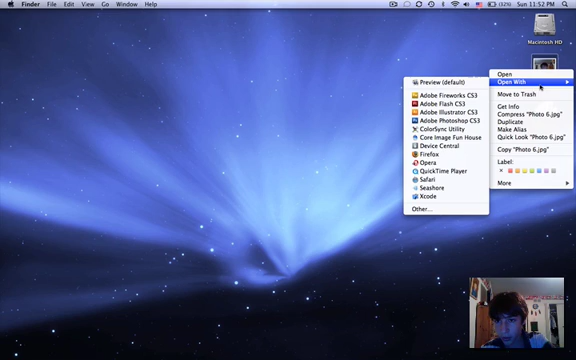 Finder File Edit View Go Window Help
(32%) Sun 11:52 PM
Macintosh HD
Open
Open With
Move to Trash
Get Info
Compress "Photo 6.jpg"
Duplicate
Make Alias
Quick Look "Photo 6.jpg"
Copy "Photo 6.jpg"
Label:
More
Preview (default)
Adobe Fireworks CS3
Adobe Flash CS3
Adobe Illustrator CS3
Adobe Photoshop CS3
ColorSync Utility
Core Image Fun House
Device Central
Firefox
Opera
QuickTime Player
Safari
Seashore
Xcode
Other...